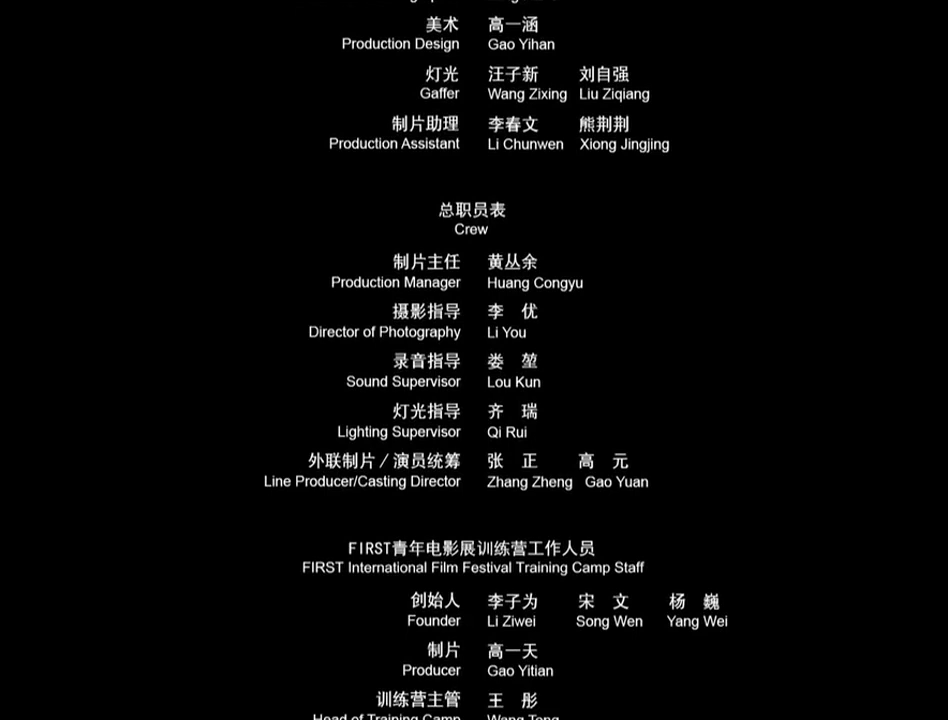 美术 高一涵
Production Design Gao Yihan
灯光 汪子新 刘自强
Gaffer Wang Zixing Liu Ziqiang
制片助理 李春文 熊荆荆
Production Assistant Li Chunwen Xiong Jingjing
总职员表
Crew
制片主任 黄丛余
Production Manager Huang Congyu
摄影指导 李 优
Director of Photography Li You
录音指导 娄 堃
Sound Supervisor Lou Kun
灯光指导 齐 瑞
Lighting Supervisor Qi Rui
外联制片/演员统筹 张 正 高 元
Line Producer/Casting Director Zhang Zheng Gao Yuan
FIRST青年电影展训练营工作人员
FIRST International Film Festival Training Camp Staff
创始人 李子为 宋 文 杨 巍
Founder Li Ziwei Song Wen Yang Wei
制片 高一天
Producer Gao Yitian
训练营主管 王 彤
Head of Training Camp Wang Tong